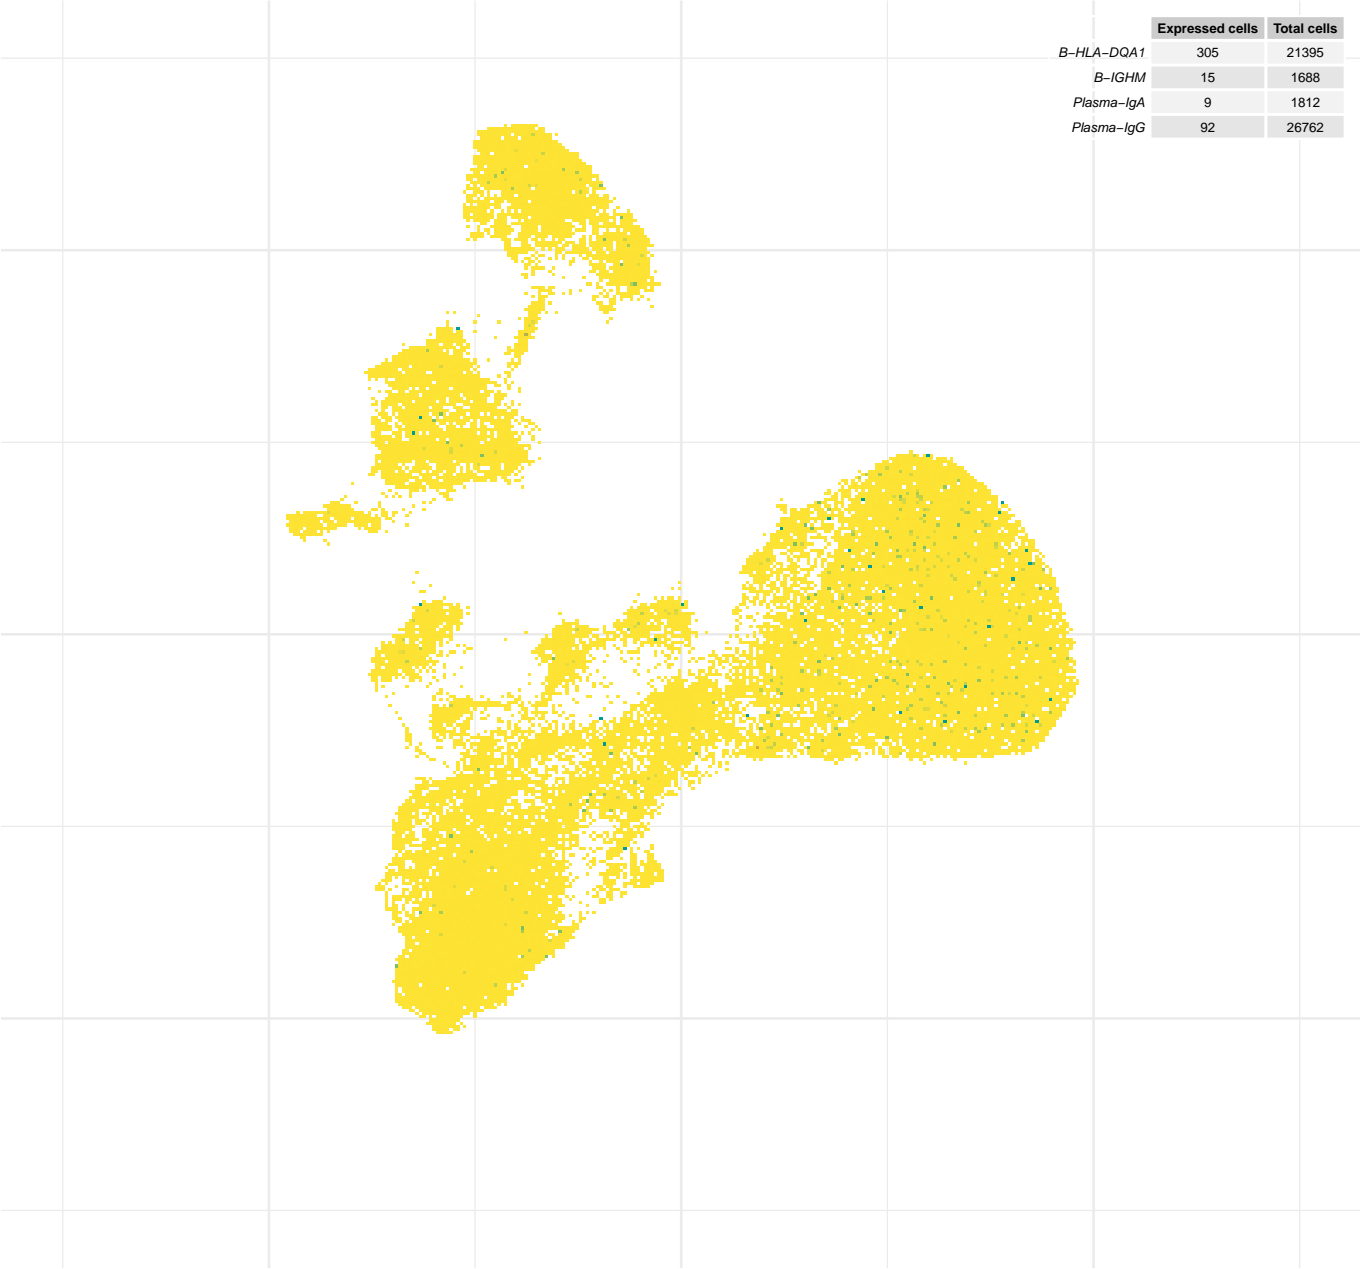 Expressed cells Total cells
B−HLA−DQA1 305 21395
B−IGHM 15 1688
Plasma−IgA 9 1812
Plasma−IgG 92 26762